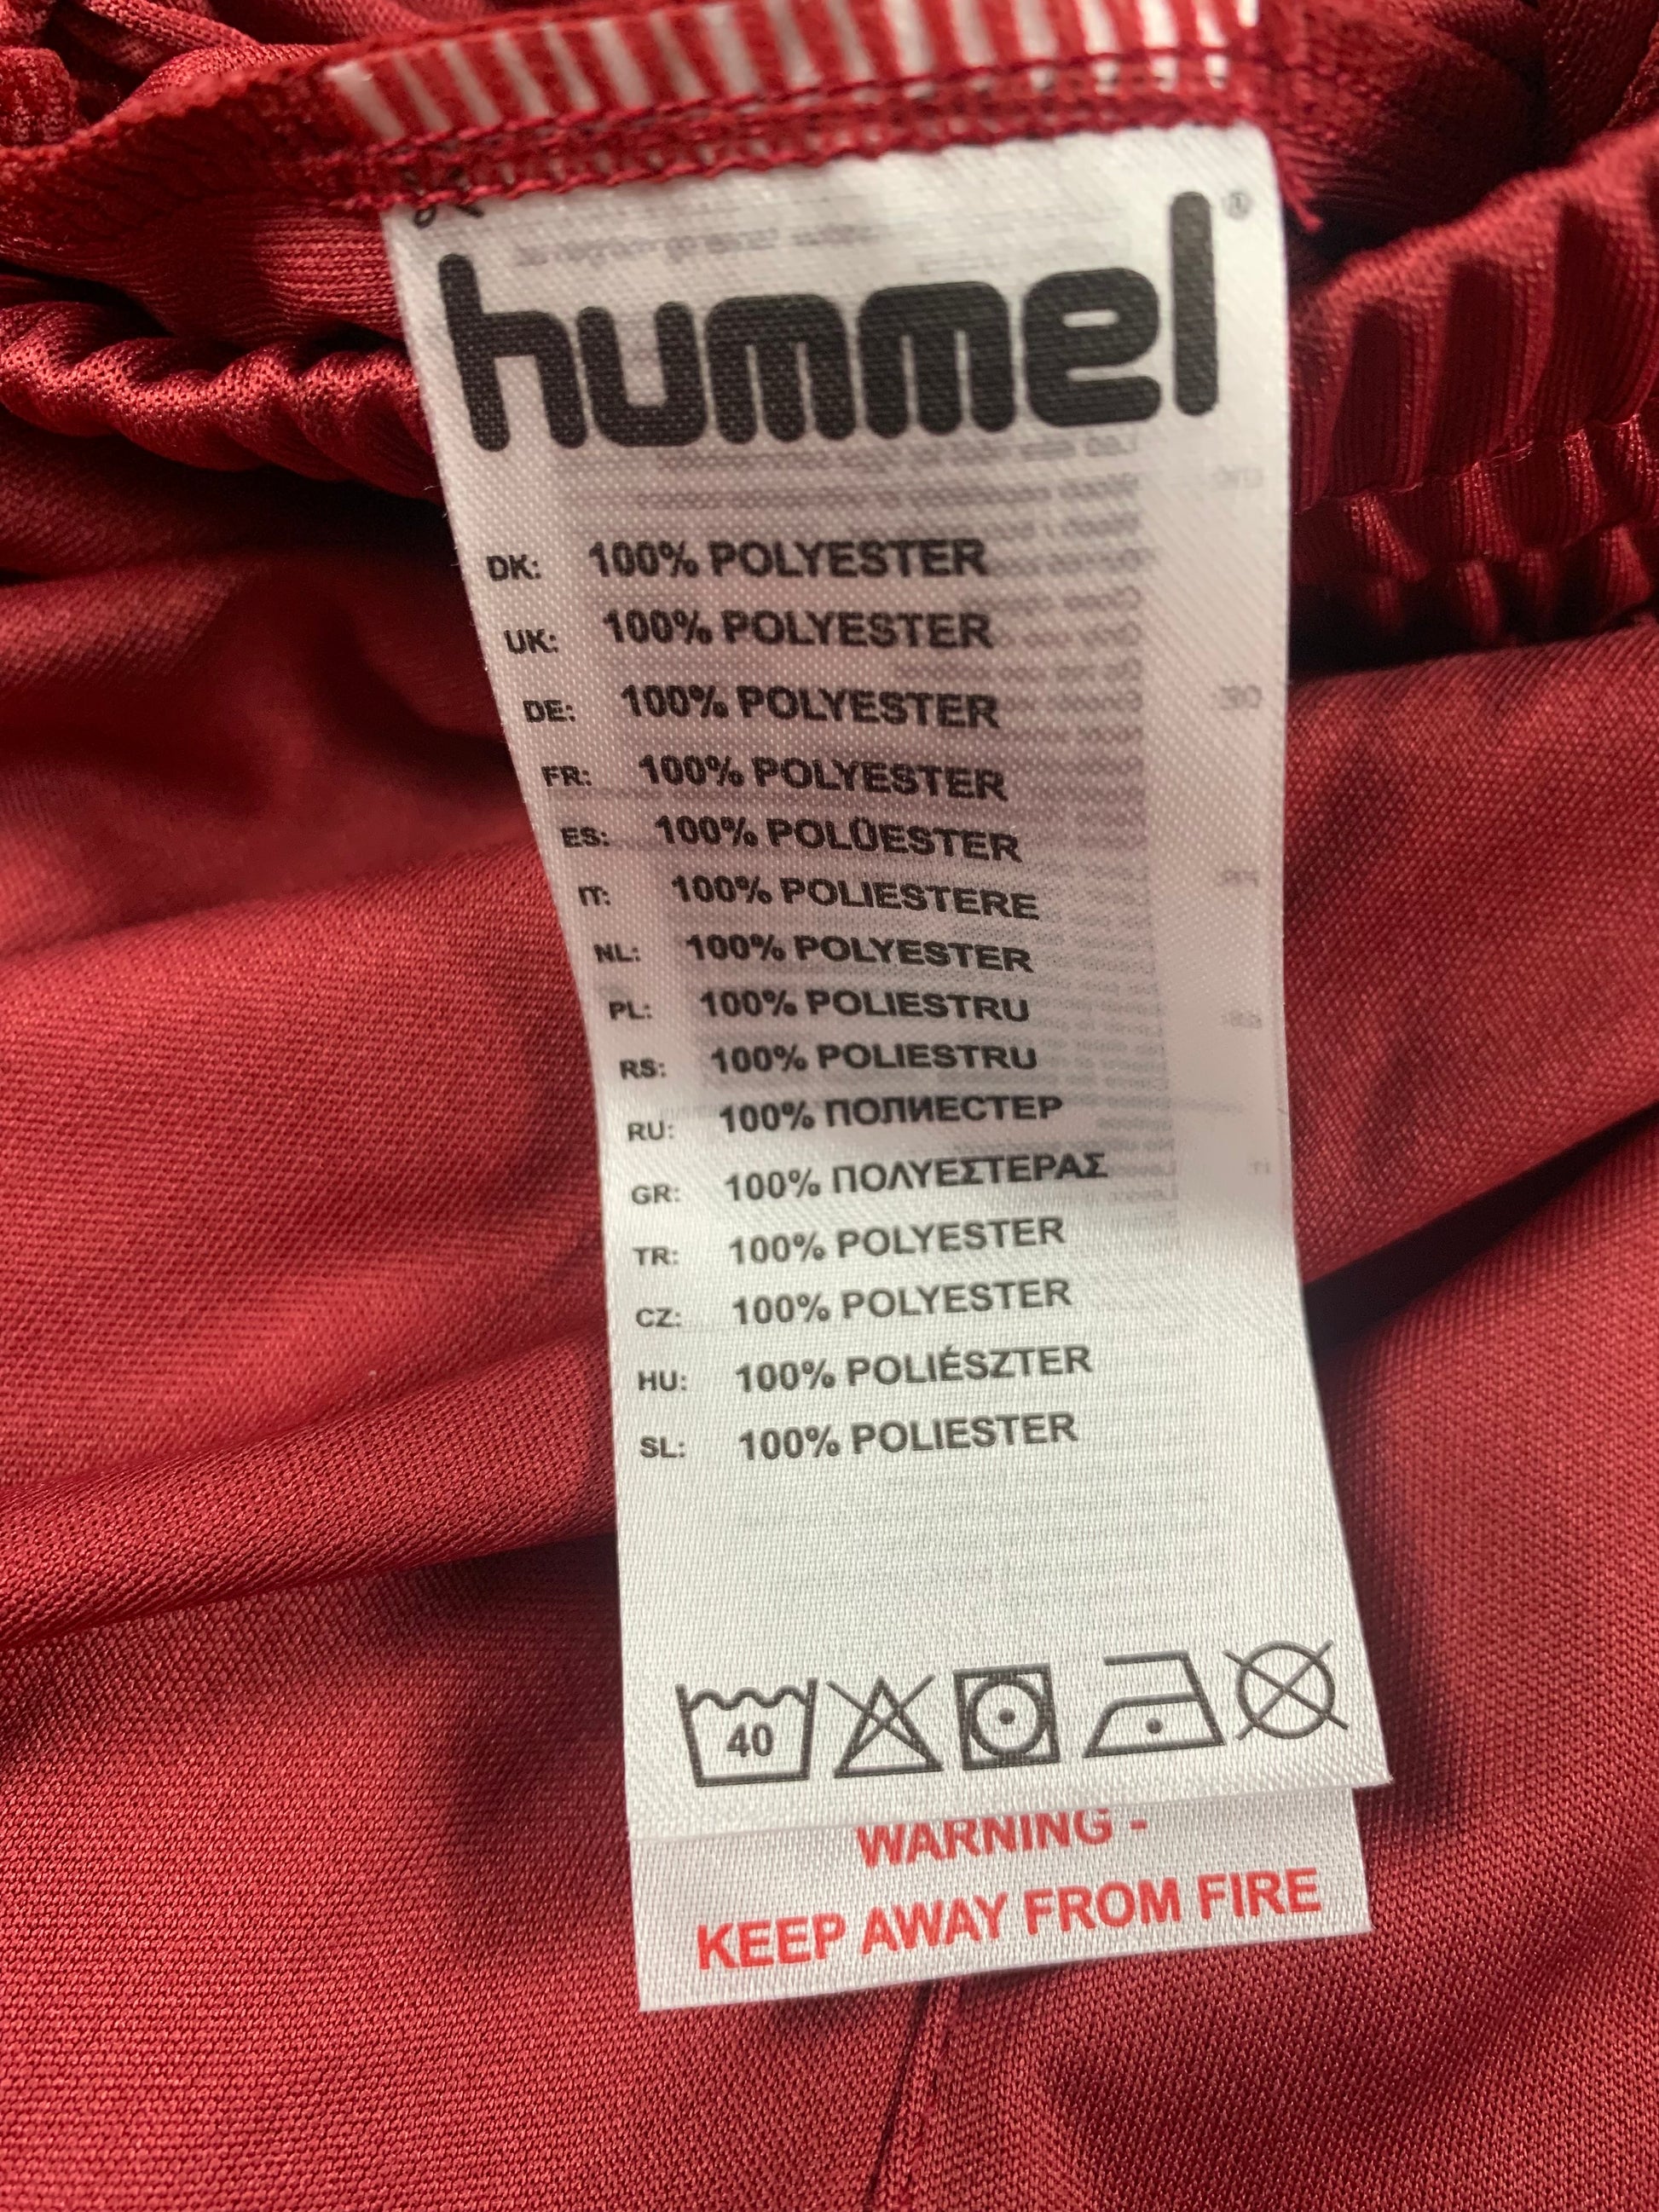 hummel®
DK: 100% POLYESTER
UK: 100% POLYESTER
DE: 100% POLYESTER
FR: 100% POLYESTER
ES: 100% POLÛESTER
IT: 100% POLIESTERE
NL: 100% POLYESTER
PL: 100% POLIESTRU
RS: 100% POLIESTRU
RU: 100% ПОЛИЕСТЕР
GR: 100% ΠΟΛΥΕΣΤΕΡΑΣ
TR: 100% POLYESTER
CZ: 100% POLYESTER
HU: 100% POLIÉSZTER
SL: 100% POLIESTER
40
WARNING -
KEEP AWAY FROM FIRE